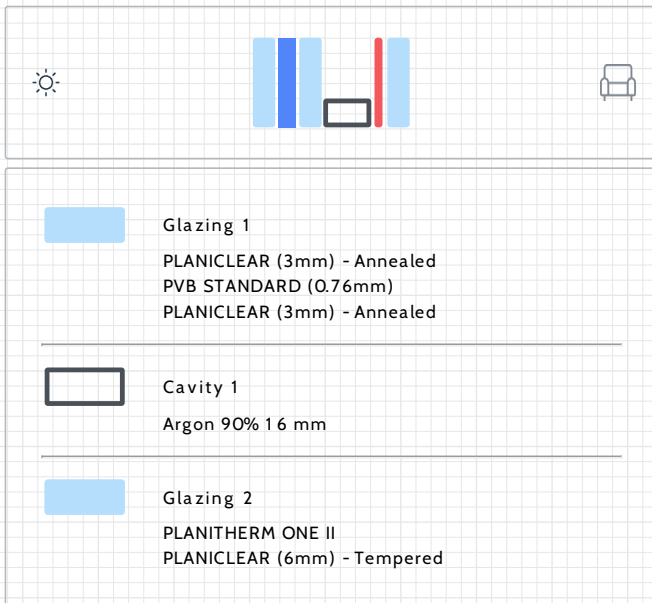 Glazing 1
PLANICLEAR (3mm) - Annealed
PVB STANDARD (0.76mm)
PLANICLEAR (3mm) - Annealed
Cavity 1
Argon 90% 16 mm
Glazing 2
PLANITHERM ONE II
PLANICLEAR (6mm) - Tempered